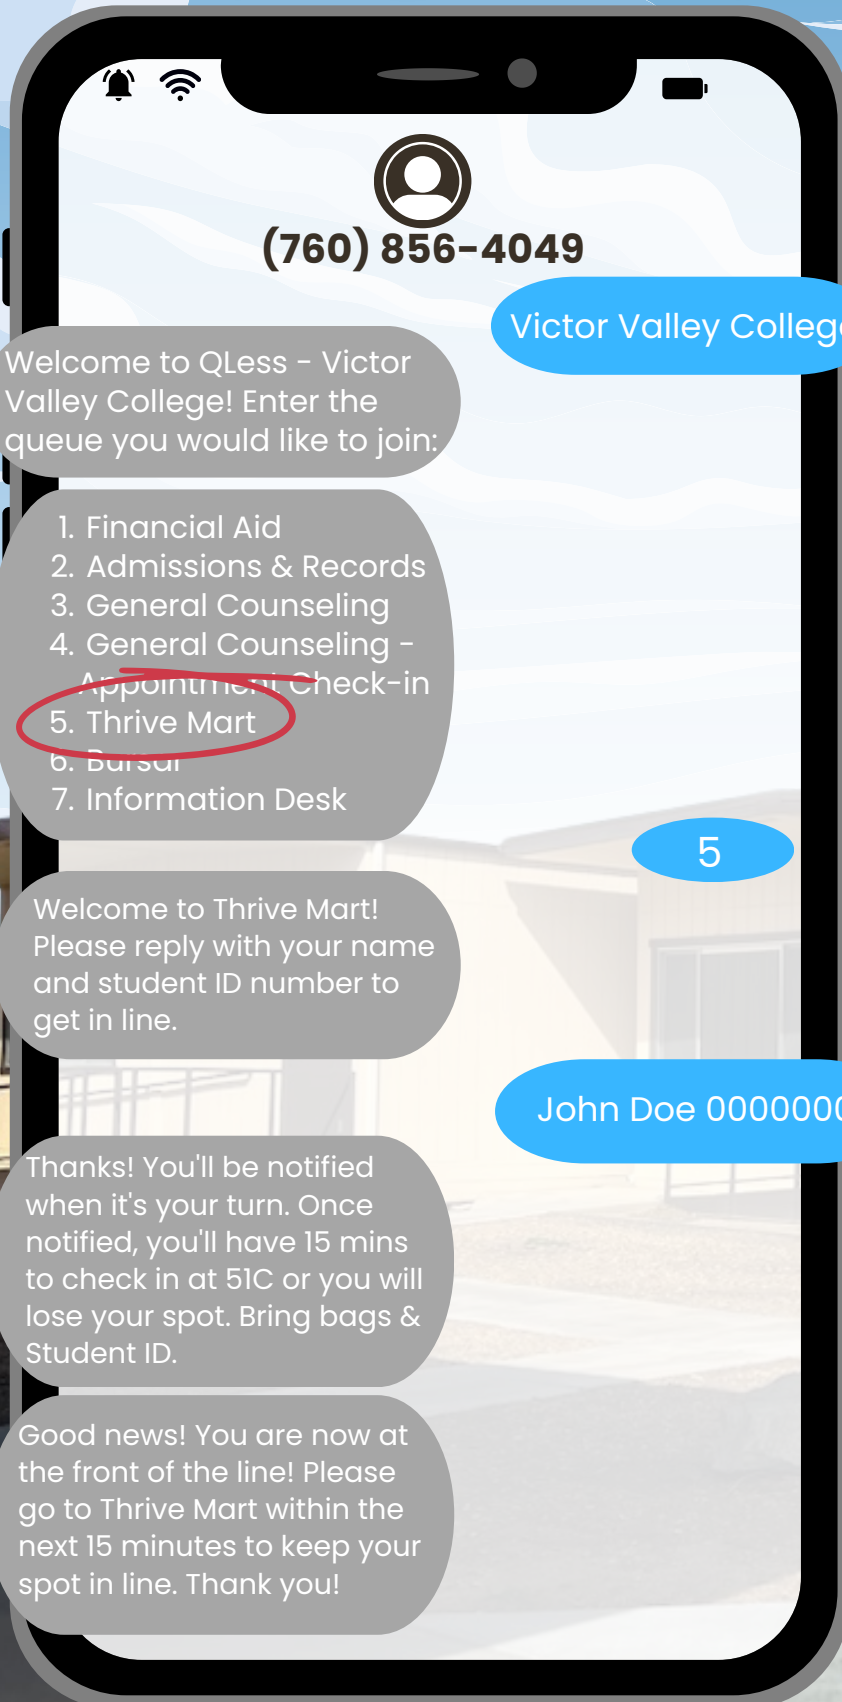 (760) 856-4049
Victor Valley College
Welcome to QLess - Victor
Valley College! Enter the
queue you would like to join:
1. Financial Aid
2. Admissions & Records
3. General Counseling
4. General Counseling -
Appointment Check-in
5. Thrive Mart
6. Bursar
7. Information Desk
5
Welcome to Thrive Mart!
Please reply with your name
and student ID number to
get in line.
John Doe 0000000
Thanks! You'll be notified
when it's your turn. Once
notified, you'll have 15 mins
to check in at 51C or you will
lose your spot. Bring bags &
Student ID.
Good news! You are now at
the front of the line! Please
go to Thrive Mart within the
next 15 minutes to keep your
spot in line. Thank you!